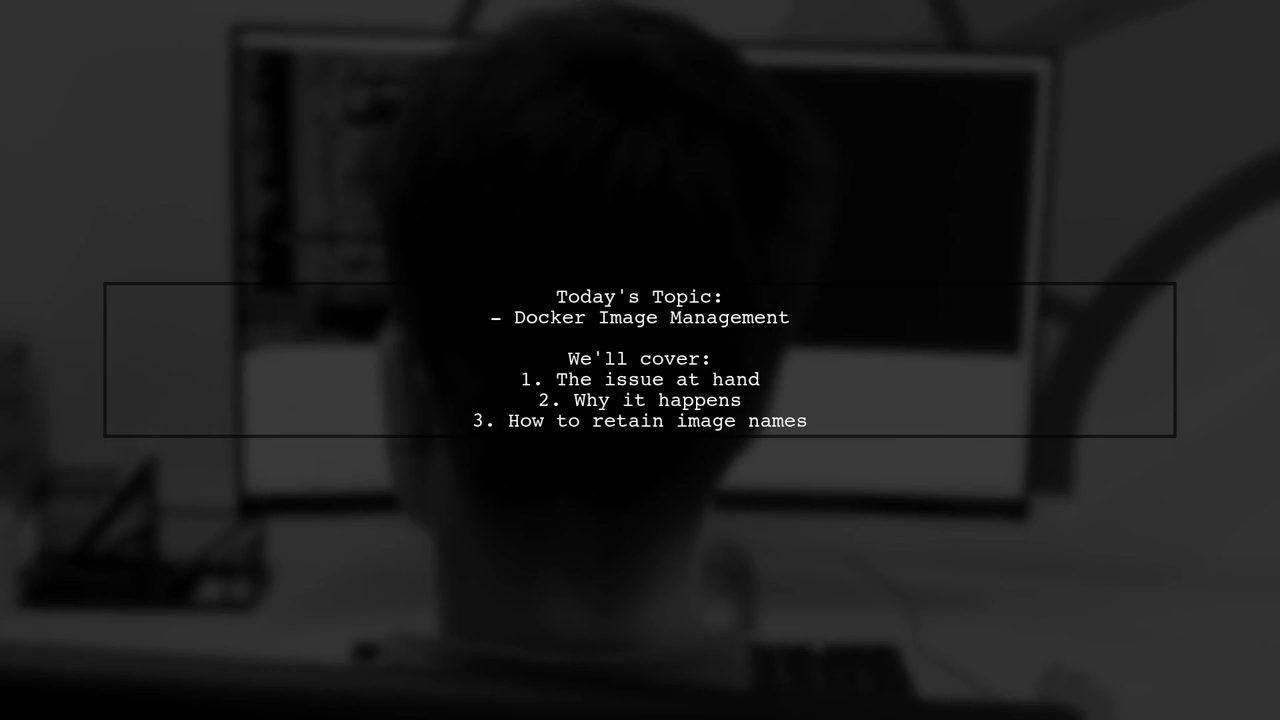 Today's Topic:
– Docker Image Management
We'll cover:
1. The issue at hand
2. Why it happens
3. How to retain image names